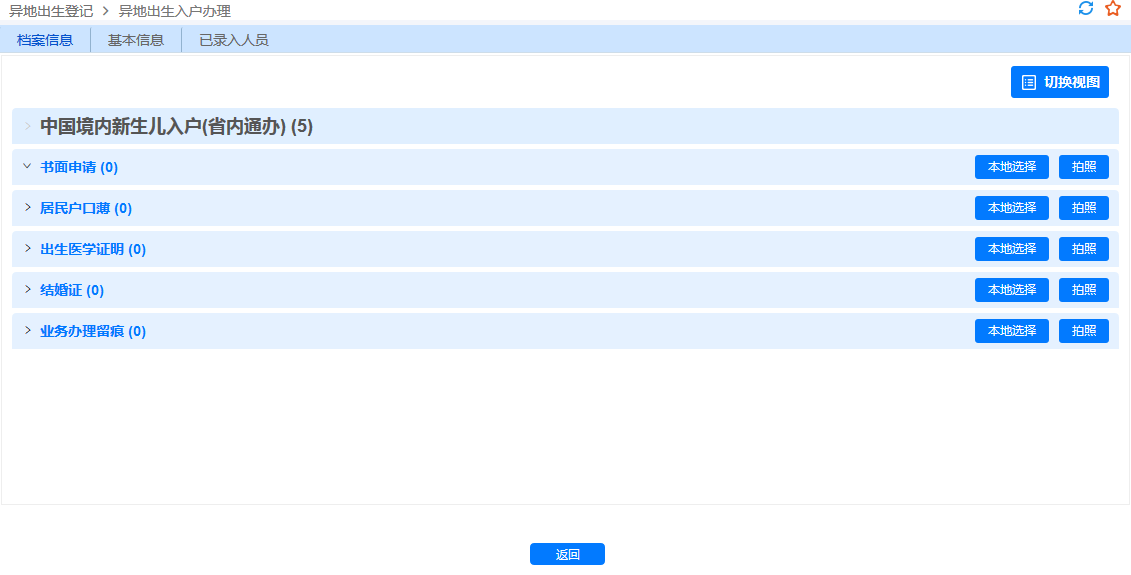 异地出生登记 > 异地出生入户办理
档案信息 基本信息 已录入人员
切换视图
中国境内新生儿入户(省内通办) (5)
书面申请 (0) 本地选择 拍照
居民户口薄 (0) 本地选择 拍照
出生医学证明 (0) 本地选择 拍照
结婚证 (0) 本地选择 拍照
业务办理留痕 (0) 本地选择 拍照
返回